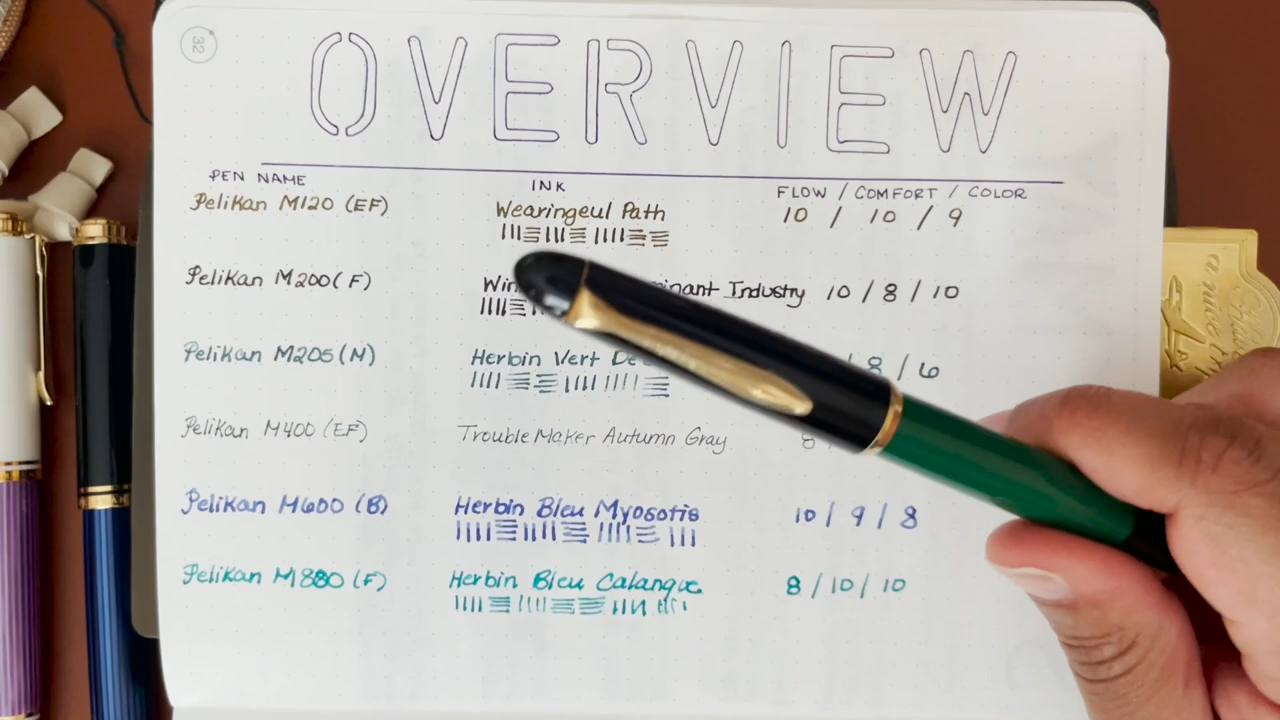 32
OVERVIEW
PEN NAME INK FLOW / COMFORT / COLOR
Pelikan M120 (EF) Wearingeul Path 10 / 10 / 9
Pelikan M200 (F) Industry 10 / 8 / 10
Pelikan M205 (M) Herbin Vert 8 / 6
Pelikan M400 (EF) TroubleMaker Autumn Gray 8
Pelikan M600 (B) Herbin Bleu Myosotis 10 / 9 / 8
Pelikan M880 (F) Herbin Bleu Calanque 8 / 10 / 10